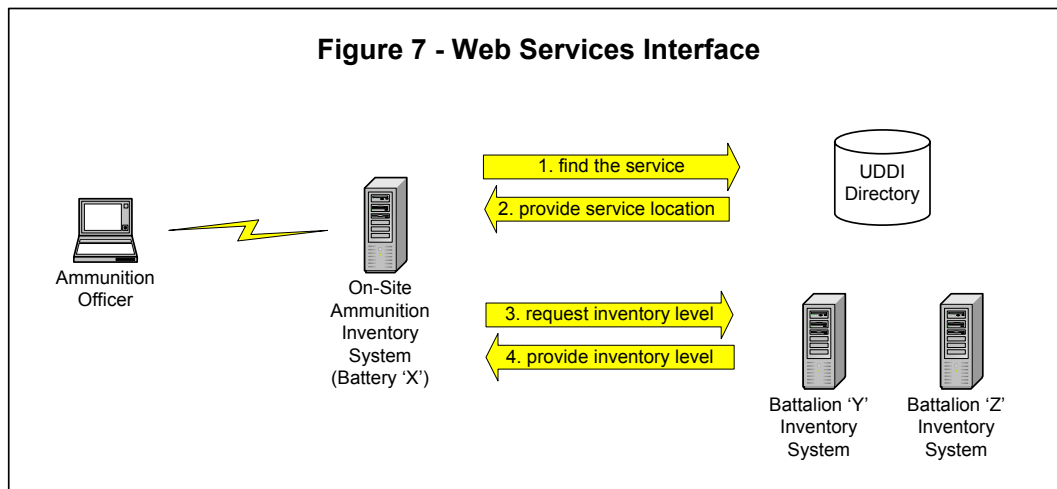 Figure 7 - Web Services Interface
1. find the service
2. provide service location
UDDI
Directory
Ammunition
Officer
On-Site
Ammunition
Inventory
System
(Battery ‘X’)
3. request inventory level
4. provide inventory level
Battalion ‘Y’
Inventory
System
Battalion ‘Z’
Inventory
System